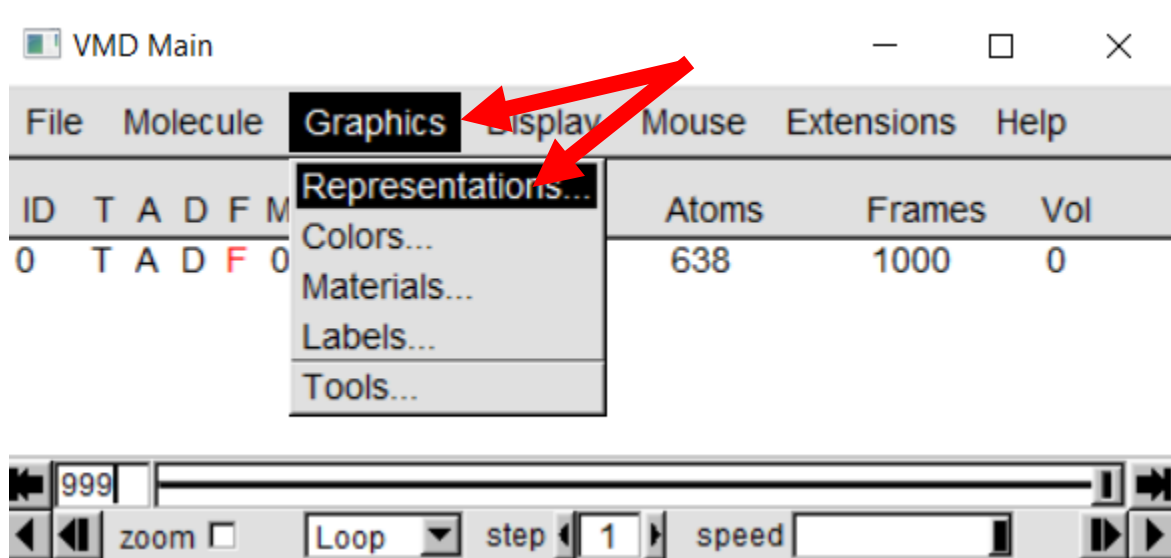 VMD Main
File Molecule Graphics Display Mouse Extensions Help
ID T A D F M Atoms Frames Vol
0 T A D F 0 638 1000 0
Representations...
Colors...
Materials...
Labels...
Tools...
999
zoom Loop step 1 speed